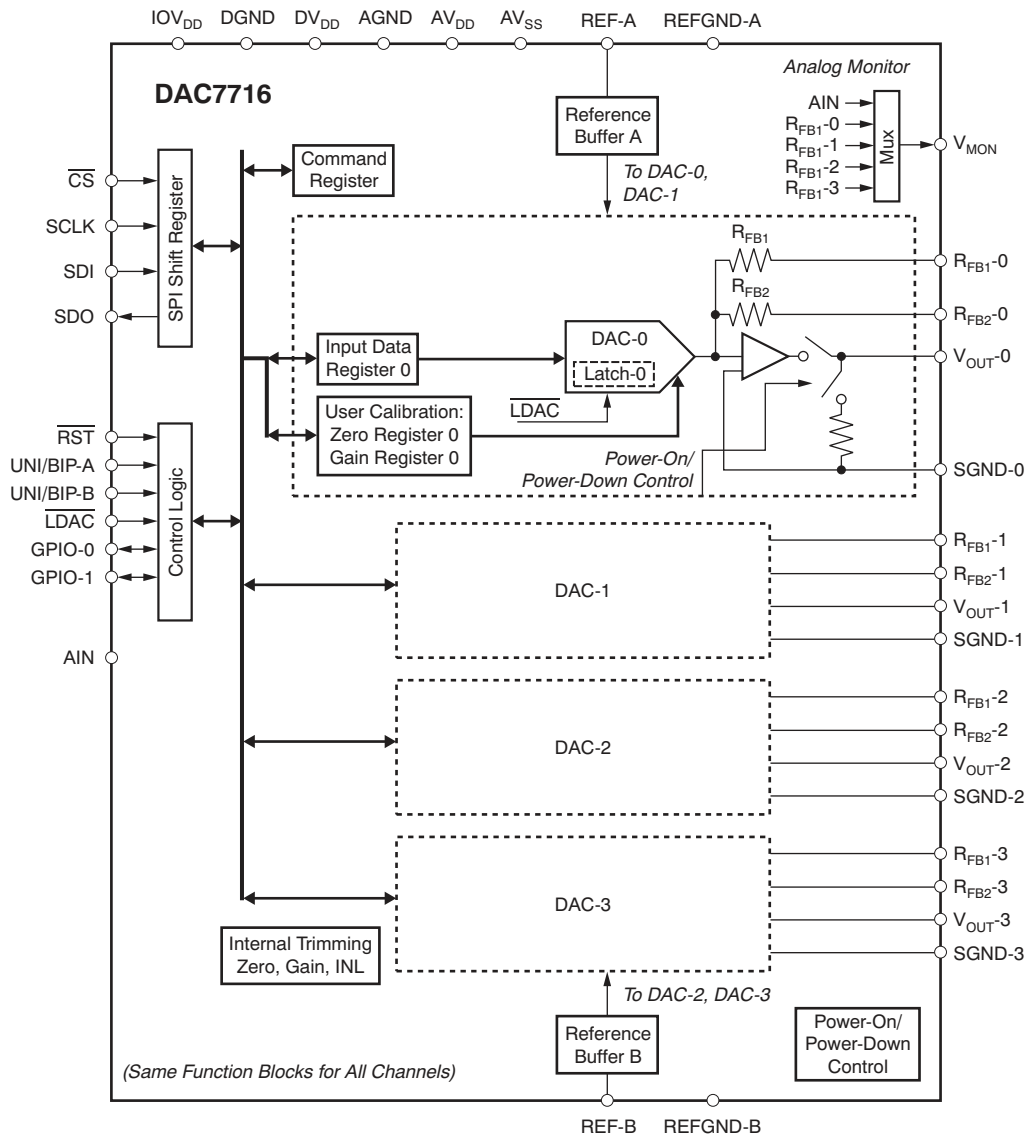 IOVDD DGND DVDD AGND AVDD AVSS REF-A REFGND-A
DAC7716
Analog Monitor
AIN
RFB1-0
RFB1-1
RFB1-2
RFB1-3
Mux
VMON
Reference
Buffer A
To DAC-0,
DAC-1
Command
Register
CS
SCLK
SDI
SDO
SPI Shift Register
RFB1
RFB2
RFB1-0
RFB2-0
VOUT-0
SGND-0
Input Data
Register 0
DAC-0
Latch-0
LDAC
User Calibration:
Zero Register 0
Gain Register 0
Power-On/
Power-Down Control
RST
UNI/BIP-A
UNI/BIP-B
LDAC
GPIO-0
GPIO-1
Control Logic
AIN
DAC-1
RFB1-1
RFB2-1
VOUT-1
SGND-1
DAC-2
RFB1-2
RFB2-2
VOUT-2
SGND-2
DAC-3
RFB1-3
RFB2-3
VOUT-3
SGND-3
Internal Trimming
Zero, Gain, INL
To DAC-2, DAC-3
Reference
Buffer B
Power-On/
Power-Down
Control
(Same Function Blocks for All Channels)
REF-B REFGND-B